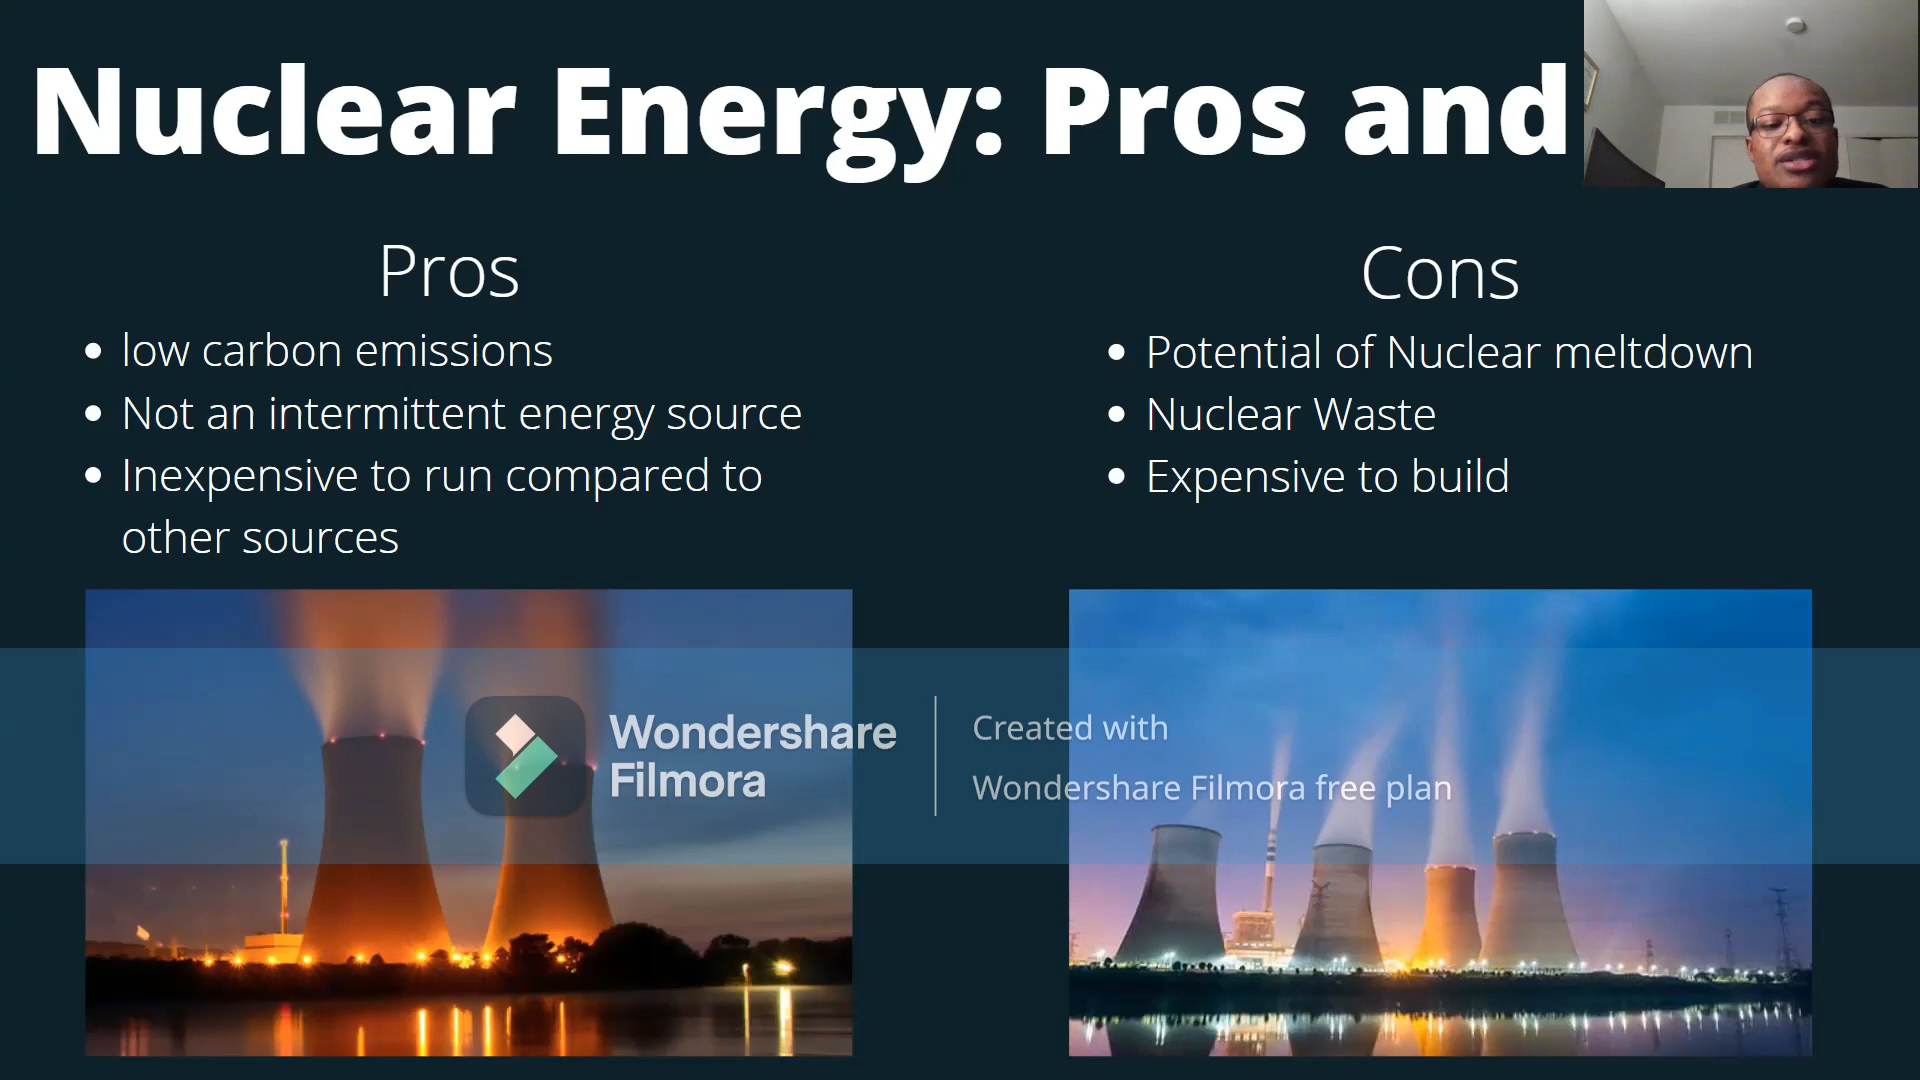 Nuclear Energy: Pros and
Pros
low carbon emissions
Not an intermittent energy source
Inexpensive to run compared to
other sources
Cons
Potential of Nuclear meltdown
Nuclear Waste
Expensive to build
Wondershare
Filmora
Created with
Wondershare Filmora free plan